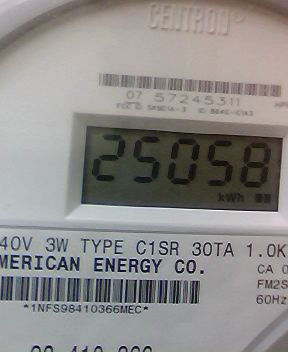 CENTRON®
07 57245311
25058
kWh
40V 3W TYPE C1SR 30TA 1.0K
MERICAN ENERGY CO.
CA 0
FM2S
60Hz
*1NFS98410366MEC*